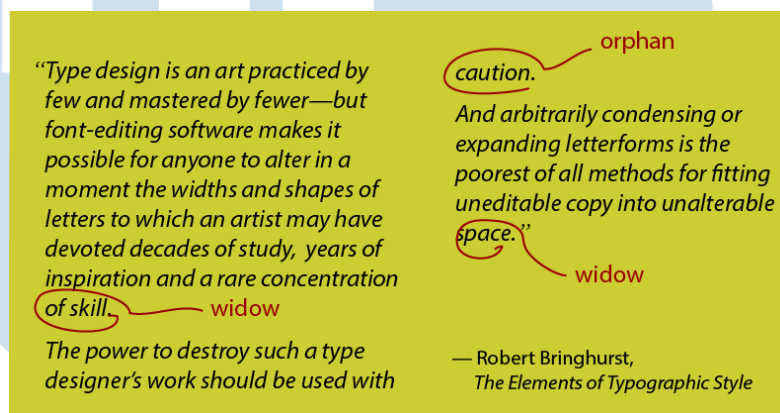 “Type design is an art practiced by
few and mastered by fewer—but
font-editing software makes it
possible for anyone to alter in a
moment the widths and shapes of
letters to which an artist may have
devoted decades of study,  years of
inspiration and a rare concentration
of skill.
widow
The power to destroy such a type
designer’s work should be used with
orphan
caution.
And arbitrarily condensing or
expanding letterforms is the
poorest of all methods for fitting
uneditable copy into unalterable
space.”
widow
— Robert Bringhurst,
The Elements of Typographic Style